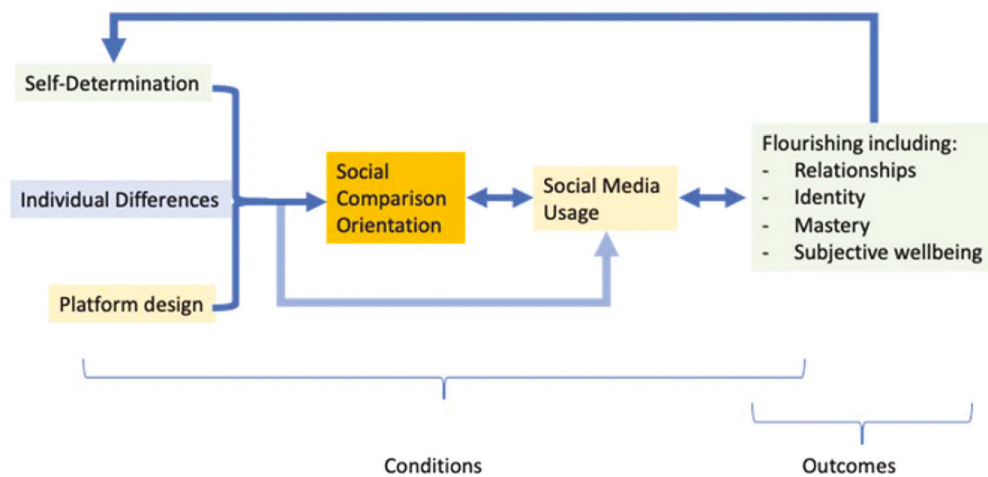 Self-Determination
Individual Differences
Platform design
Social
Comparison
Orientation
Social Media
Usage
Flourishing including:
- Relationships
- Identity
- Mastery
- Subjective wellbeing
Conditions
Outcomes